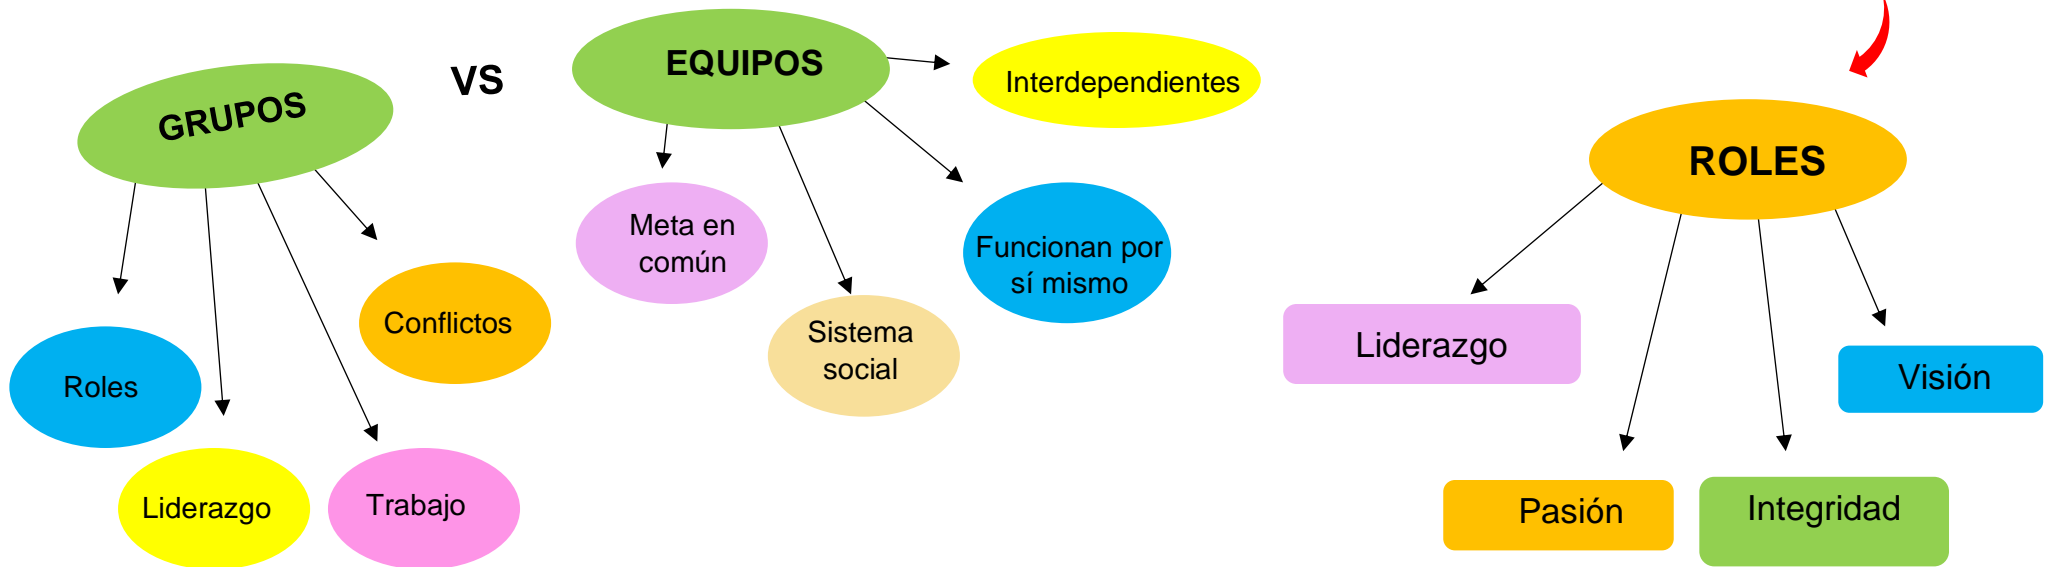 GRUPOS
VS
EQUIPOS
Interdependientes
Meta en
común
Funcionan por
sí mismo
Sistema
social
Conflictos
Roles
Liderazgo
Trabajo
ROLES
Liderazgo
Visión
Pasión
Integridad